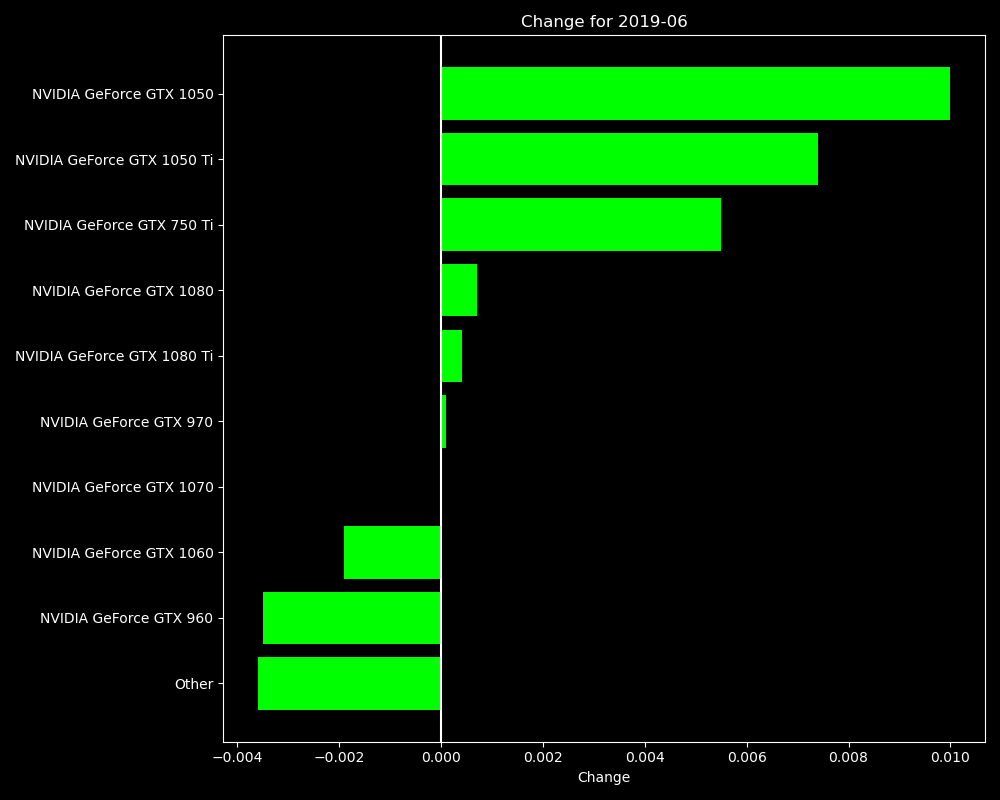 Change for 2019-06
NVIDIA GeForce GTX 1050
NVIDIA GeForce GTX 1050 Ti
NVIDIA GeForce GTX 750 Ti
NVIDIA GeForce GTX 1080
NVIDIA GeForce GTX 1080 Ti
NVIDIA GeForce GTX 970
NVIDIA GeForce GTX 1070
NVIDIA GeForce GTX 1060
NVIDIA GeForce GTX 960
Other
−0.004 −0.002 0.000 0.002 0.004 0.006 0.008 0.010
Change